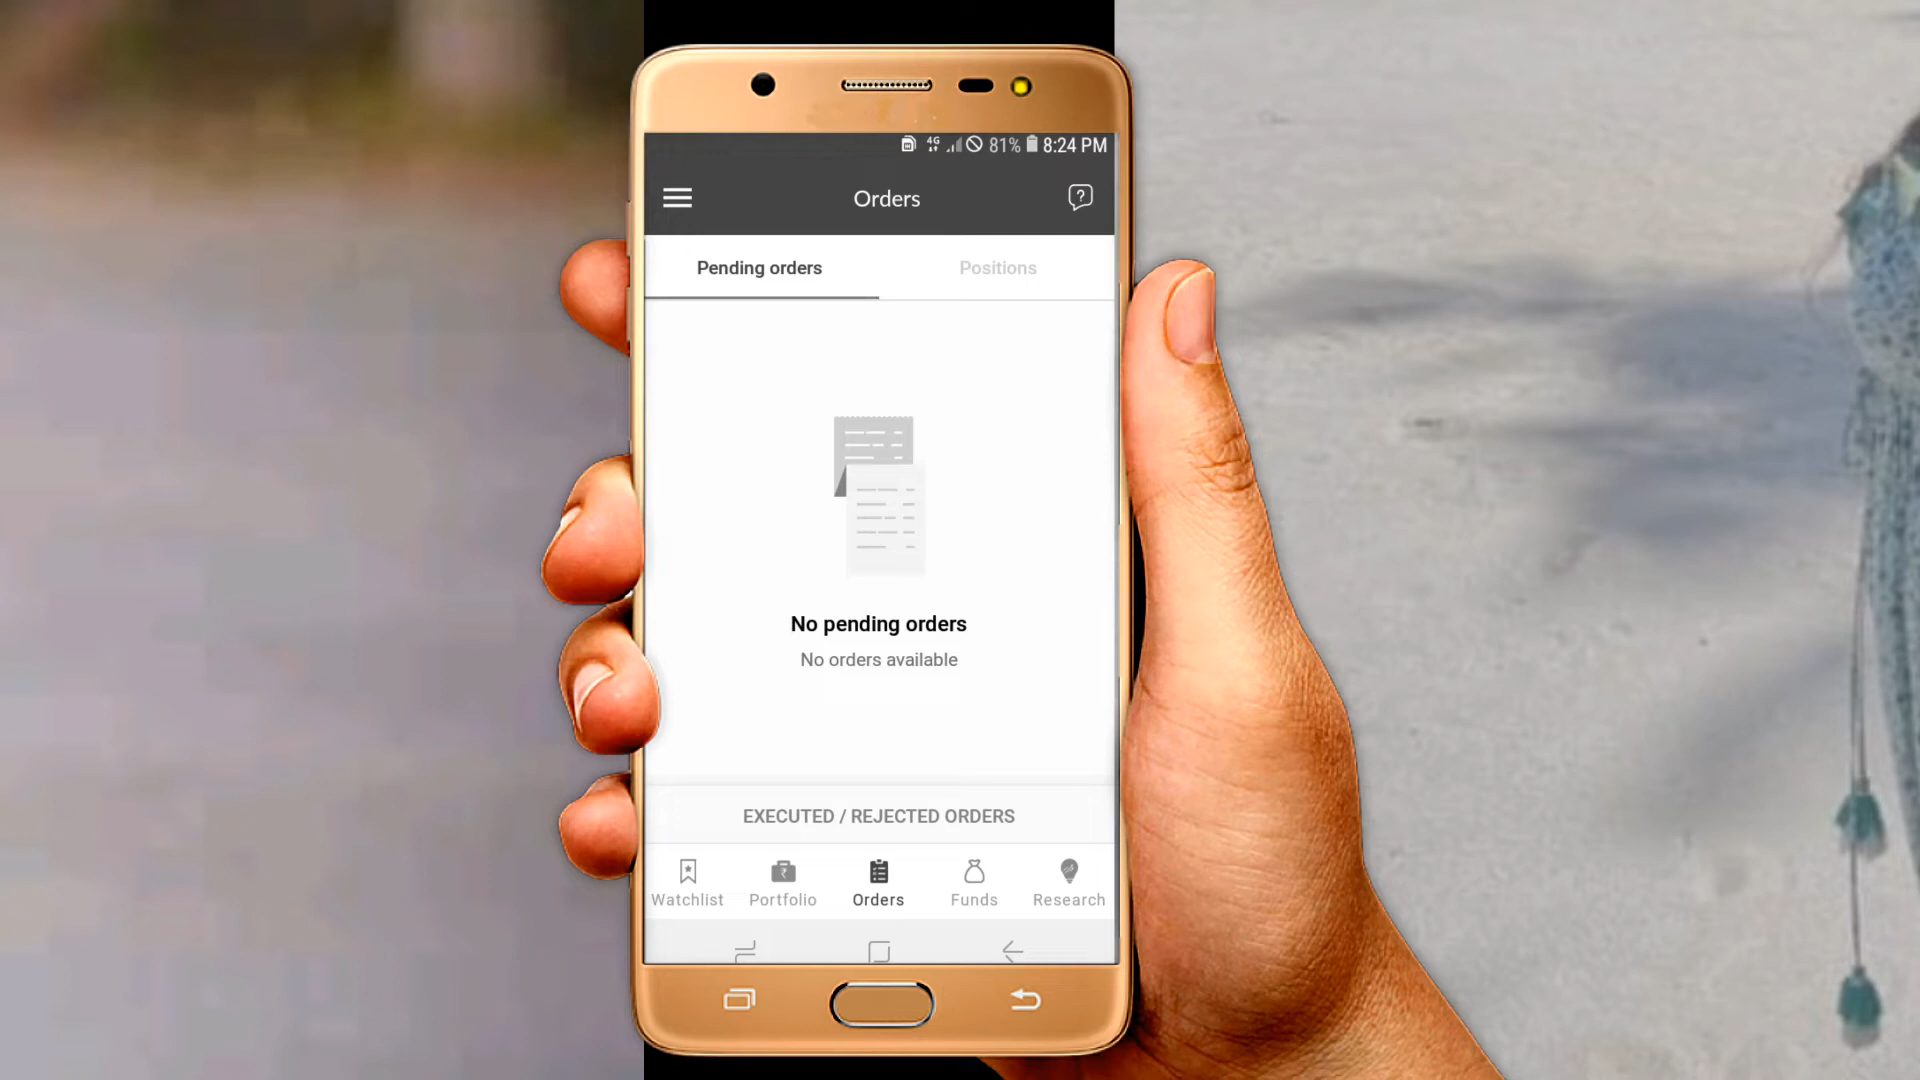 4G 81% 8:24 PM
Orders
?
Pending orders Positions
No pending orders
No orders available
EXECUTED / REJECTED ORDERS
Watchlist Portfolio Orders Funds Research